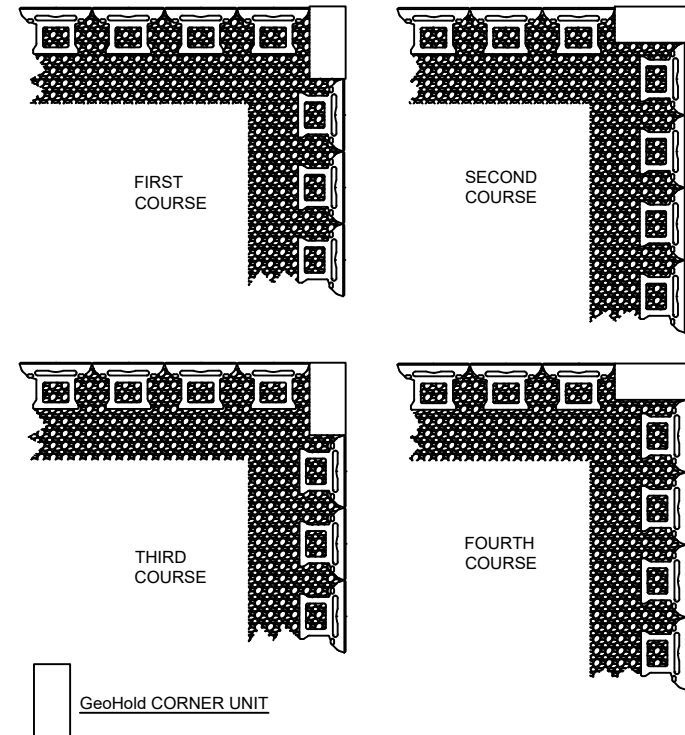 FIRST
COURSE
SECOND
COURSE
THIRD
COURSE
FOURTH
COURSE
GeoHold CORNER UNIT